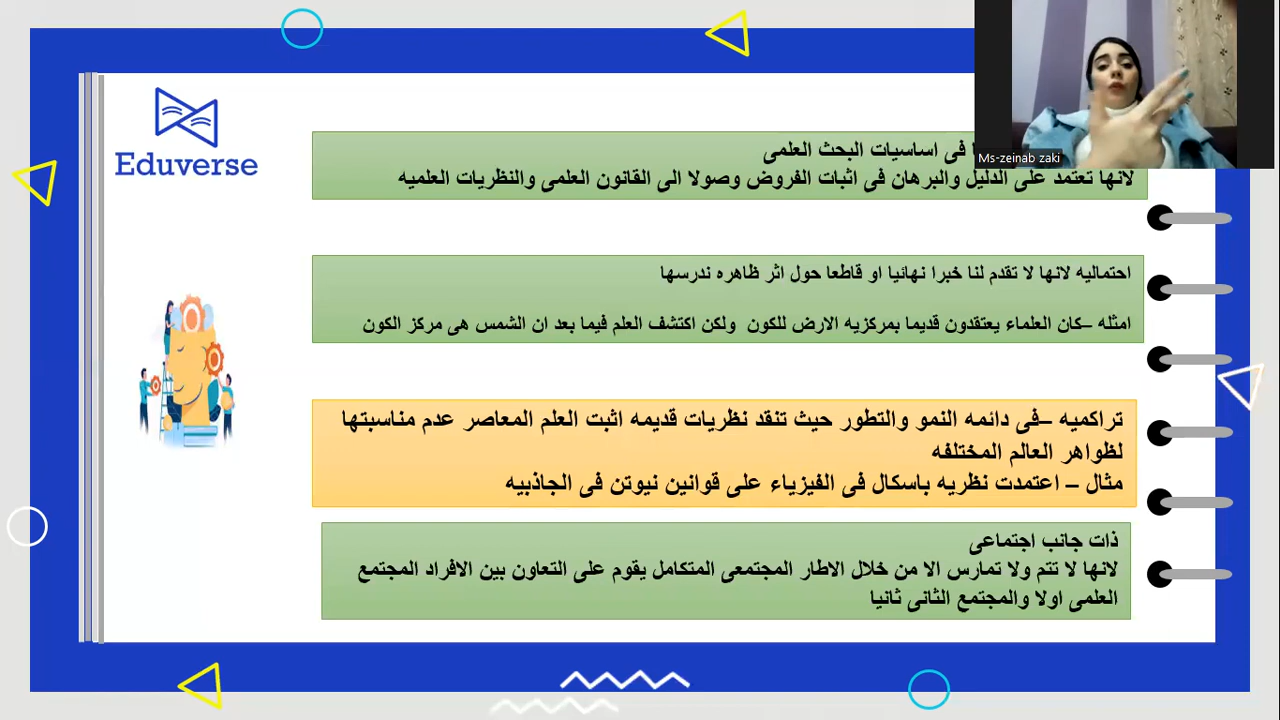 Eduverse
Ms-zeinab zaki
فى اساسيات البحث العلمى
لانها تعتمد على الدليل والبرهان فى اثبات الفروض وصولا الى القانون العلمى والنظريات العلميه
احتماليه لانها لا تقدم لنا خبرا نهائيا او قاطعا حول اثر ظاهره ندرسها
امثله –كان العلماء يعتقدون قديما بمركزيه الارض للكون ولكن اكتشف العلم فيما بعد ان الشمس هى مركز الكون
تراكميه –فى دائمه النمو والتطور حيث تنقد نظريات قديمه اثبت العلم المعاصر عدم مناسبتها
لظواهر العالم المختلفه
مثال – اعتمدت نظريه باسكال فى الفيزياء على قوانين نيوتن فى الجاذبيه
ذات جانب اجتماعى
لانها لا تتم ولا تمارس الا من خلال الاطار المجتمعى المتكامل يقوم على التعاون بين الافراد المجتمع
العلمى اولا والمجتمع الثانى ثانيا